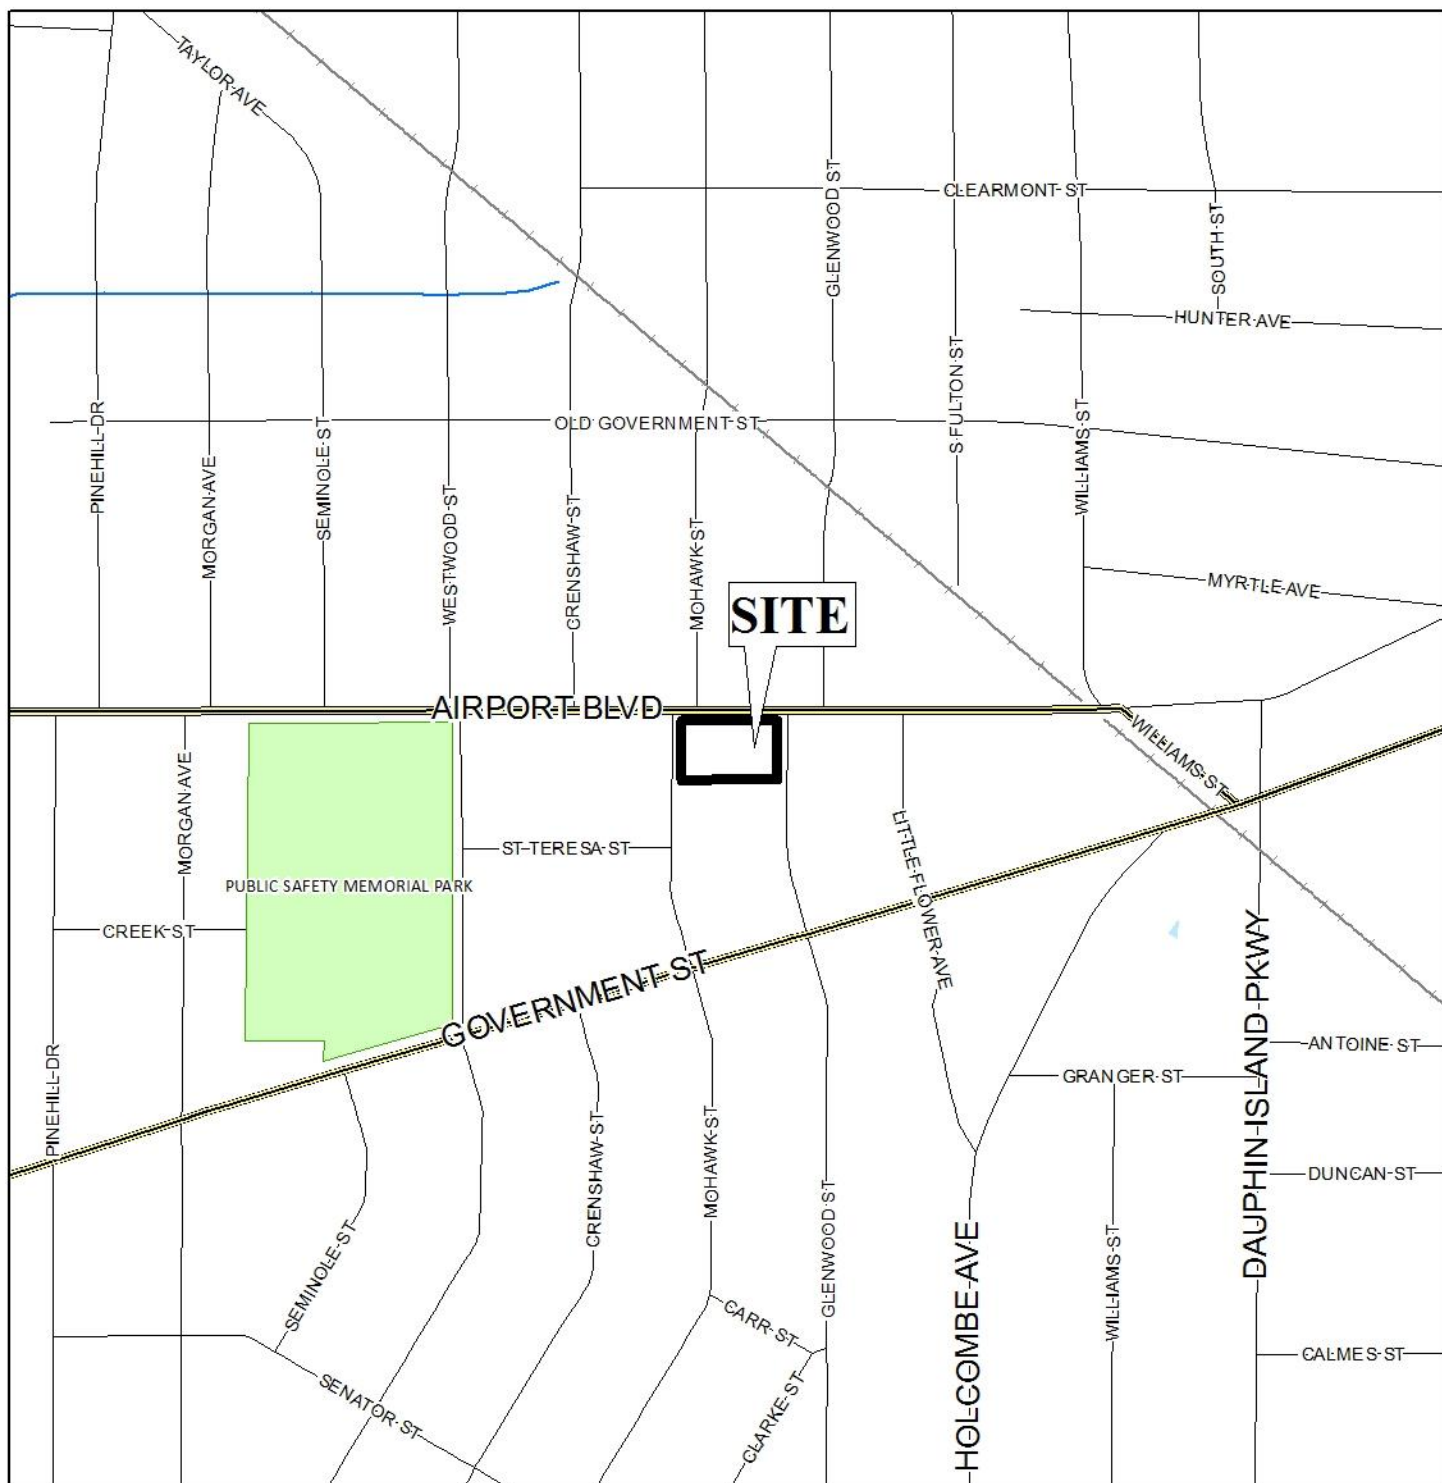 TAYLOR AVE
GLENWOOD ST
CLEARMONT ST
SOUTH ST
HUNTER AVE
S FULTON ST
PINEHILL DR
MORGAN AVE
SEMINOLE ST
OLD GOVERNMENT ST
WILLIAMS ST
WESTWOOD ST
CRENSHAW ST
MOHAWK ST
MYRTLE AVE
SITE
AIRPORT BLVD
WILLIAMS ST
MORGAN AVE
LITTLE FLOWER AVE
ST TERESA ST
PUBLIC SAFETY MEMORIAL PARK
CREEK ST
GOVERNMENT ST
DAUPHIN ISLAND PKWY
PINEHILL DR
ANTOINE ST
GRANGER ST
CRENSHAW ST
MOHAWK ST
DUNCAN ST
GLENWOOD ST
SEMINOLE ST
HOLCOMBE AVE
WILLIAMS ST
CARR ST
CALMES ST
SENATOR ST
CLARKE ST